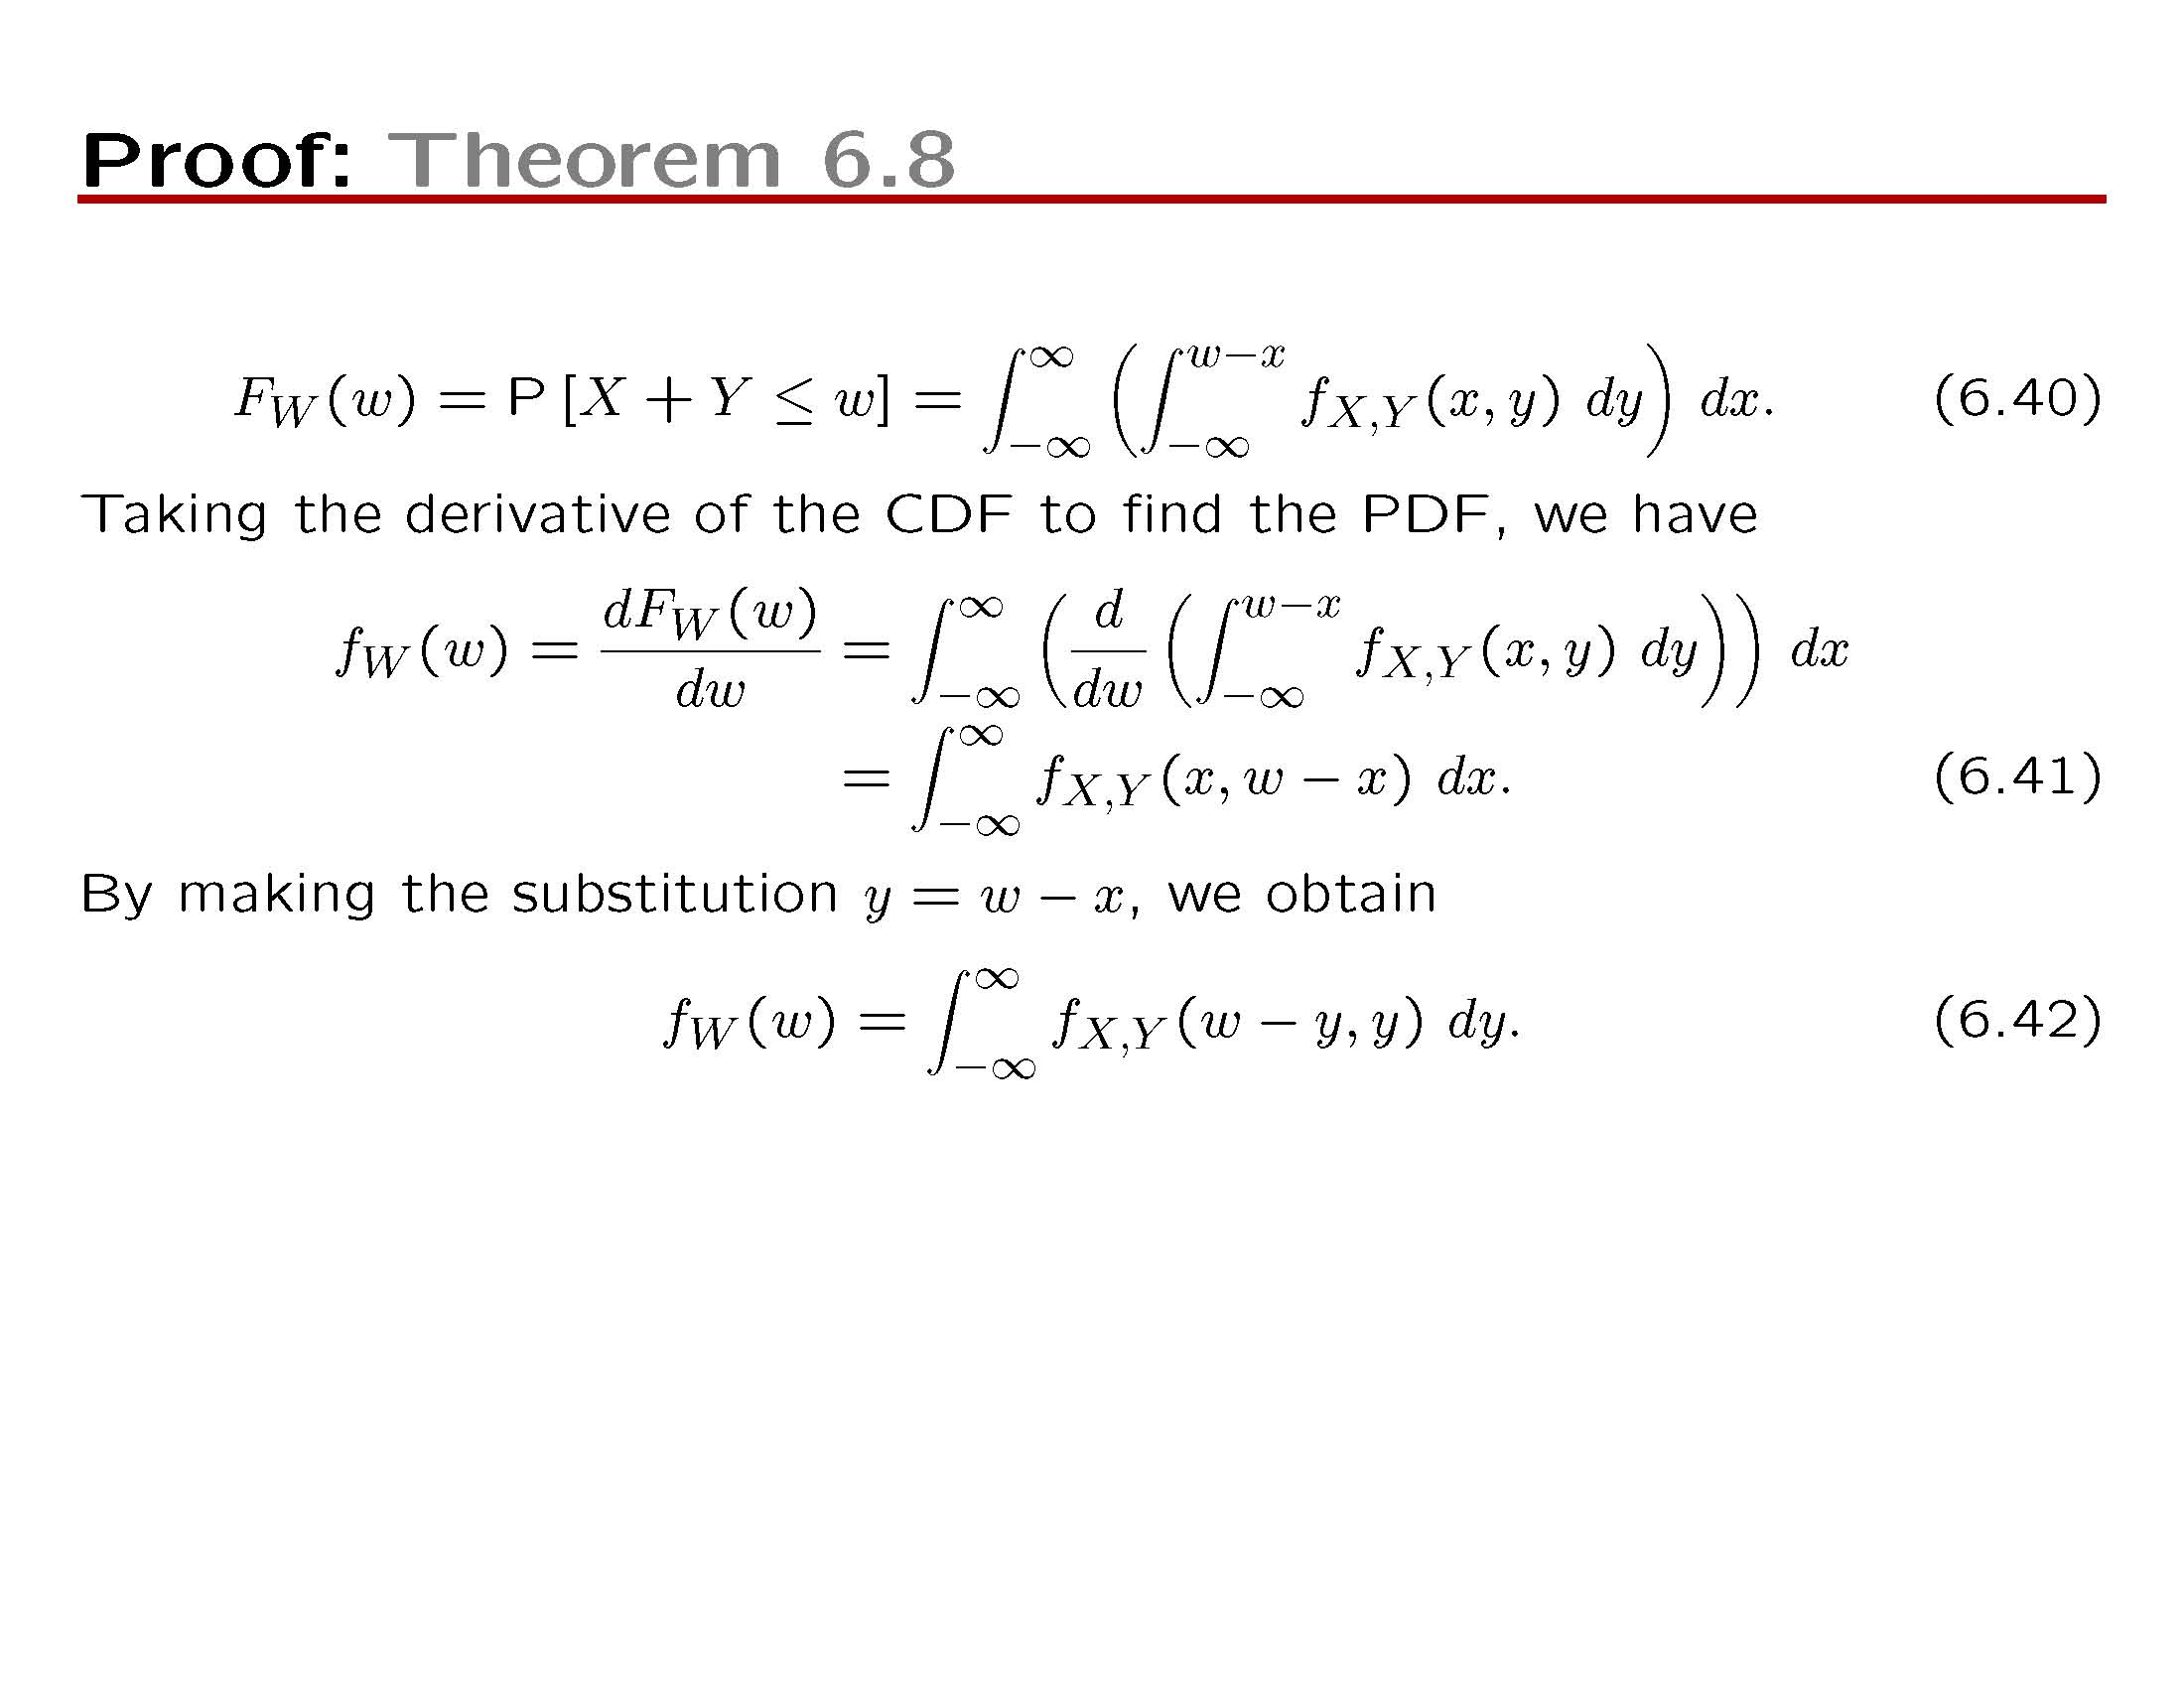 Proof: Theorem 6.8
F_W(w) = P [X + Y ≤ w] = ∫_{−∞}^{∞} (∫_{−∞}^{w−x} f_{X,Y}(x, y) dy) dx. (6.40)
Taking the derivative of the CDF to find the PDF, we have
f_W(w) = dF_W(w)/dw = ∫_{−∞}^{∞} (d/dw (∫_{−∞}^{w−x} f_{X,Y}(x, y) dy)) dx
= ∫_{−∞}^{∞} f_{X,Y}(x, w − x) dx. (6.41)
By making the substitution y = w − x, we obtain
f_W(w) = ∫_{−∞}^{∞} f_{X,Y}(w − y, y) dy. (6.42)